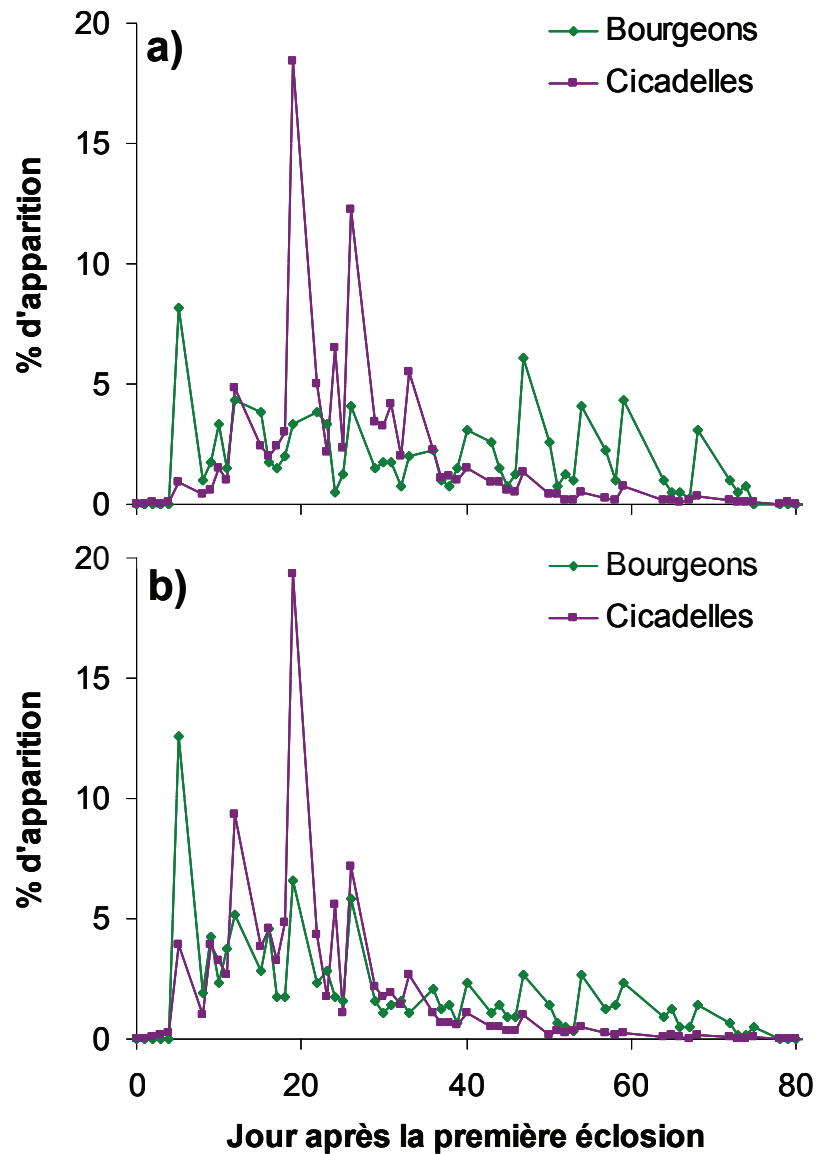 20
a)
Bourgeons
Cicadelles
15
10
5
0
% d'apparition
20
b)
Bourgeons
Cicadelles
15
10
5
0
% d'apparition
0 20 40 60 80
Jour après la première éclosion